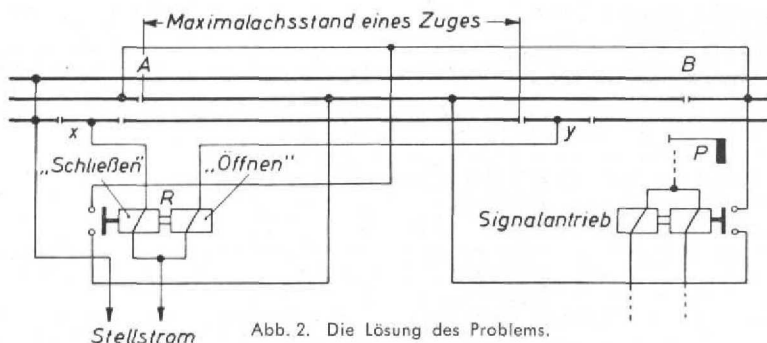 Maximalachsstand eines Zuges
A
B
x
y
„Schließen"
„Öffnen"
R
P
Signalantrieb
Stellstrom
Abb. 2. Die Lösung des Problems.